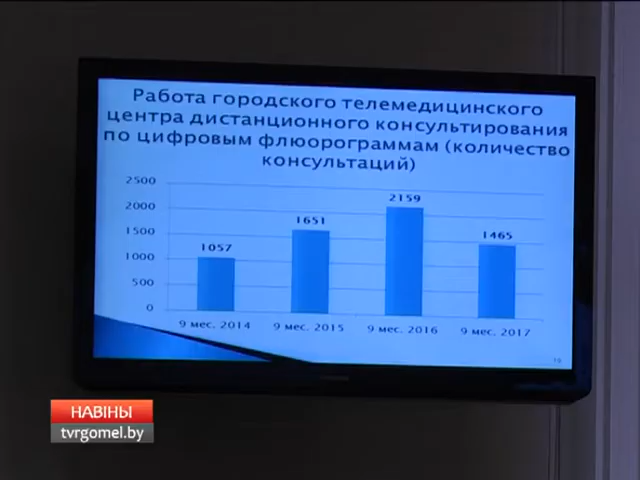 Работа городского телемедицинского
центра дистанционного консультирования
по цифровым флюорограммам (количество
консультаций)
2500
2000
1500
1000
500
0
1057
1651
2159
1465
9 мес. 2014
9 мес. 2015
9 мес. 2016
9 мес. 2017
НАВІНЫ
tvrgomel.by